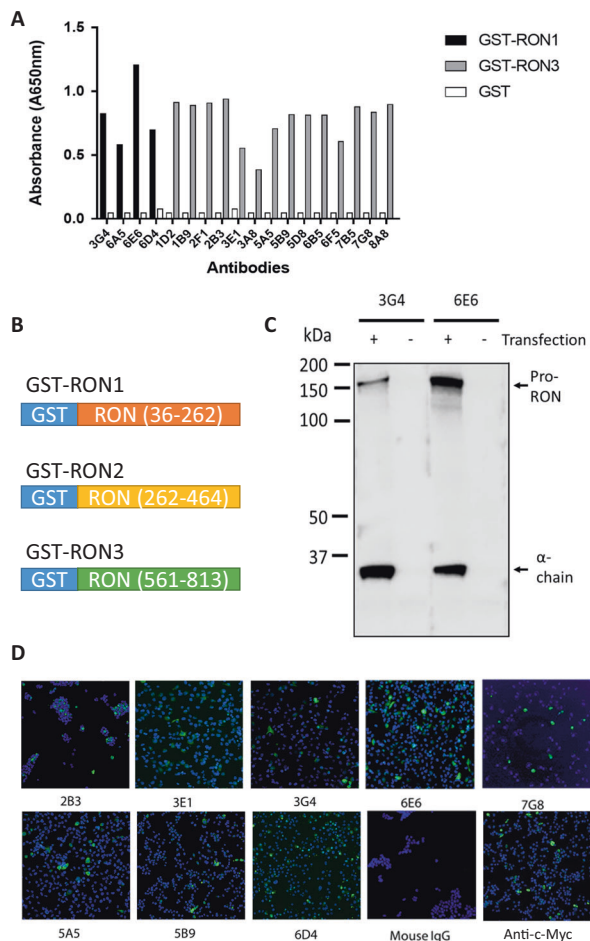 A
1.5
1.0
0.5
0.0
Absorbance (A650nm)
3G4
6A5
6E6
6D4
1D2
1B9
2F1
2B3
3E1
3A8
5A5
5B9
5D8
6B5
6F5
7B5
7G8
8A8
Antibodies
GST-RON1
GST-RON3
GST
B
GST-RON1
GST RON (36-262)
GST-RON2
GST RON (262-464)
GST-RON3
GST RON (561-813)
C
3G4 6E6
kDa + - + - Transfection
200
150
100
50
37
Pro-
RON
α-
chain
D
2B3 3E1 3G4 6E6 7G8
5A5 5B9 6D4 Mouse IgG Anti-c-Myc